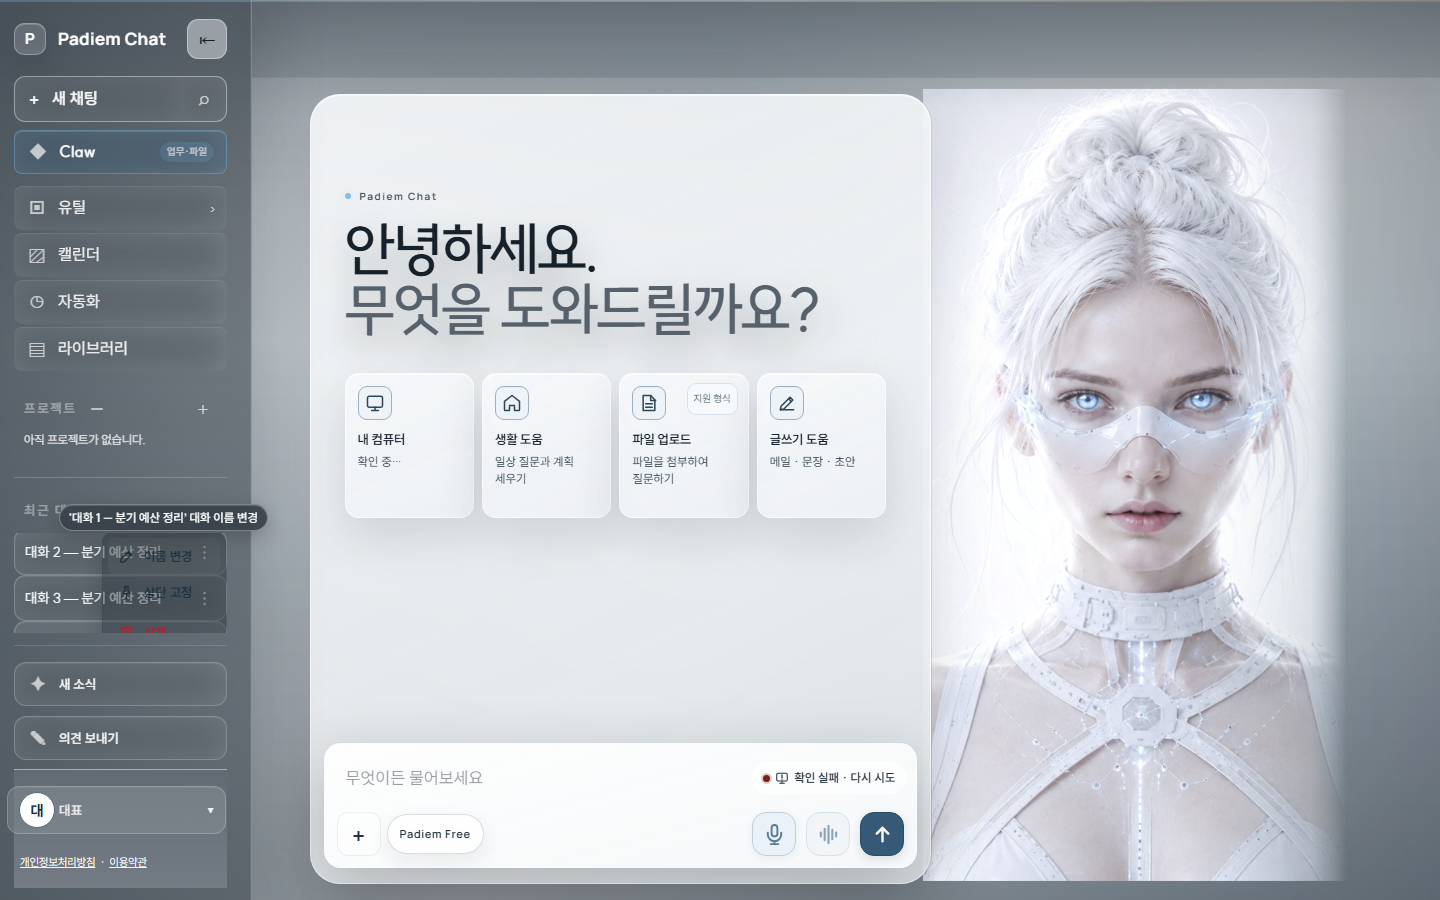 P Padiem Chat
+ 새 채팅
Claw 업무·파일
유틸
캘린더
자동화
라이브러리
프로젝트
아직 프로젝트가 없습니다.
최근 대
'대화 1 — 분기 예산 정리' 대화 이름 변경
대화 2 — 분기 예산 정리
이름 변경
대화 3 — 분기 예산 정리
상단 고정
삭제
새 소식
의견 보내기
대 대표
개인정보처리방침 · 이용약관
Padiem Chat
안녕하세요.
무엇을 도와드릴까요?
내 컴퓨터
확인 중…
생활 도움
일상 질문과 계획
세우기
지원 형식
파일 업로드
파일을 첨부하여
질문하기
글쓰기 도움
메일 · 문장 · 초안
무엇이든 물어보세요
확인 실패 · 다시 시도
+ Padiem Free